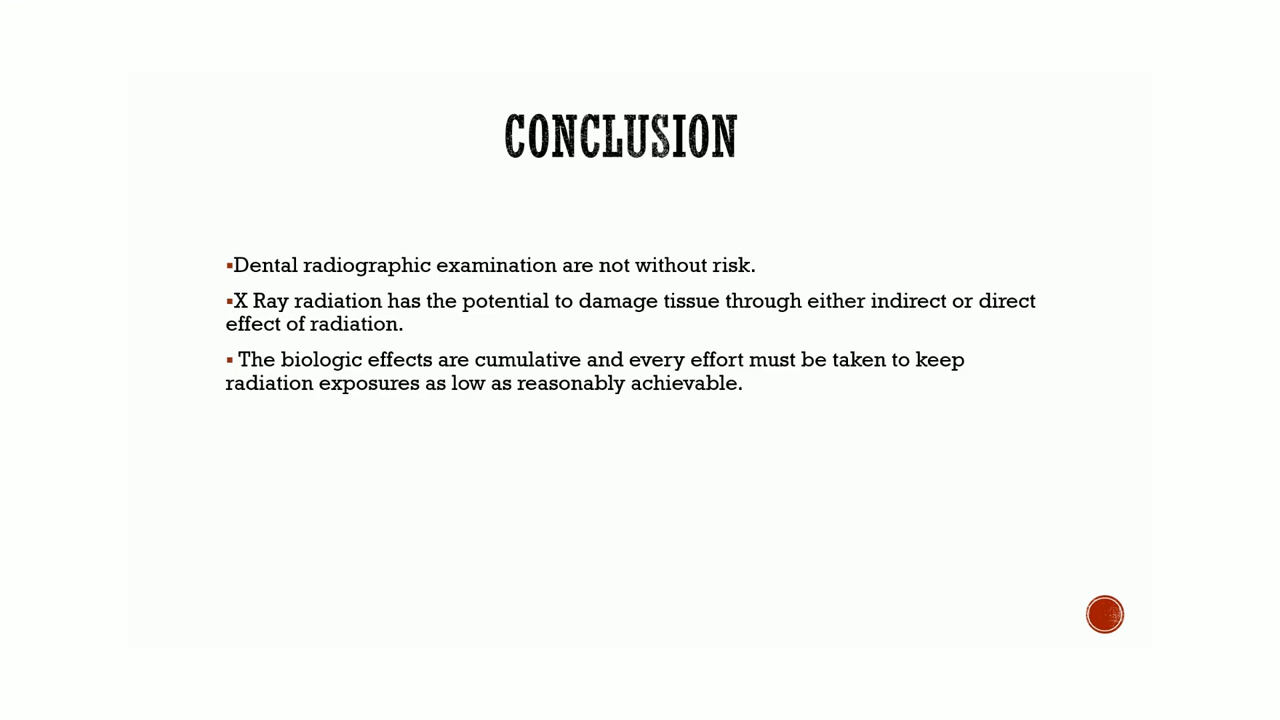 CONCLUSION
▪Dental radiographic examination are not without risk.
▪X Ray radiation has the potential to damage tissue through either indirect or direct
effect of radiation.
▪ The biologic effects are cumulative and every effort must be taken to keep
radiation exposures as low as reasonably achievable.